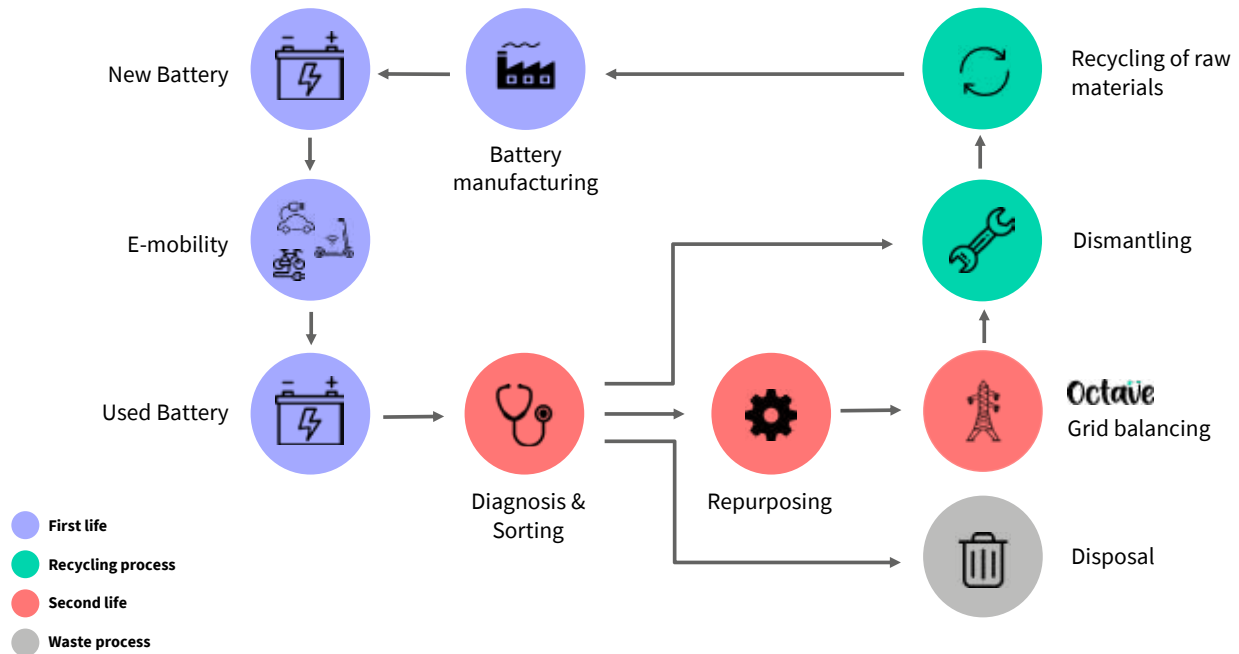 New Battery
Battery
manufacturing
Recycling of raw
materials
E-mobility
Dismantling
Used Battery
Diagnosis &
Sorting
Repurposing
Octave
Grid balancing
Disposal
First life
Recycling process
Second life
Waste process